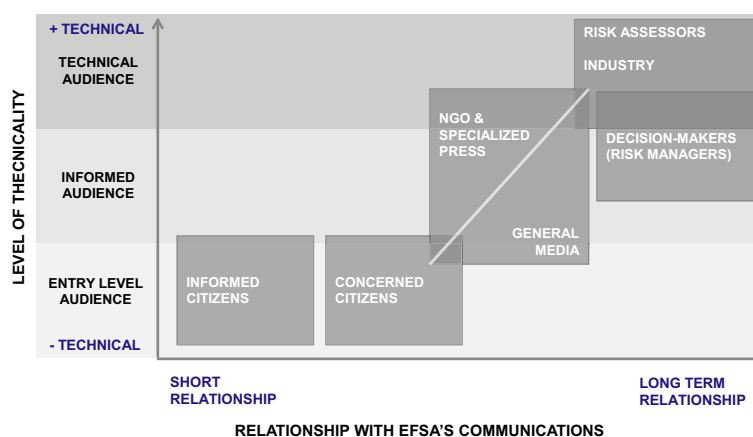 + TECHNICAL
TECHNICAL
AUDIENCE
RISK ASSESSORS
INDUSTRY
NGO &
SPECIALIZED
PRESS
DECISION-MAKERS
(RISK MANAGERS)
LEVEL OF THECNICALITY
INFORMED
AUDIENCE
GENERAL
MEDIA
ENTRY LEVEL
AUDIENCE
INFORMED
CITIZENS
CONCERNED
CITIZENS
- TECHNICAL
SHORT
RELATIONSHIP
LONG TERM
RELATIONSHIP
RELATIONSHIP WITH EFSA'S COMMUNICATIONS